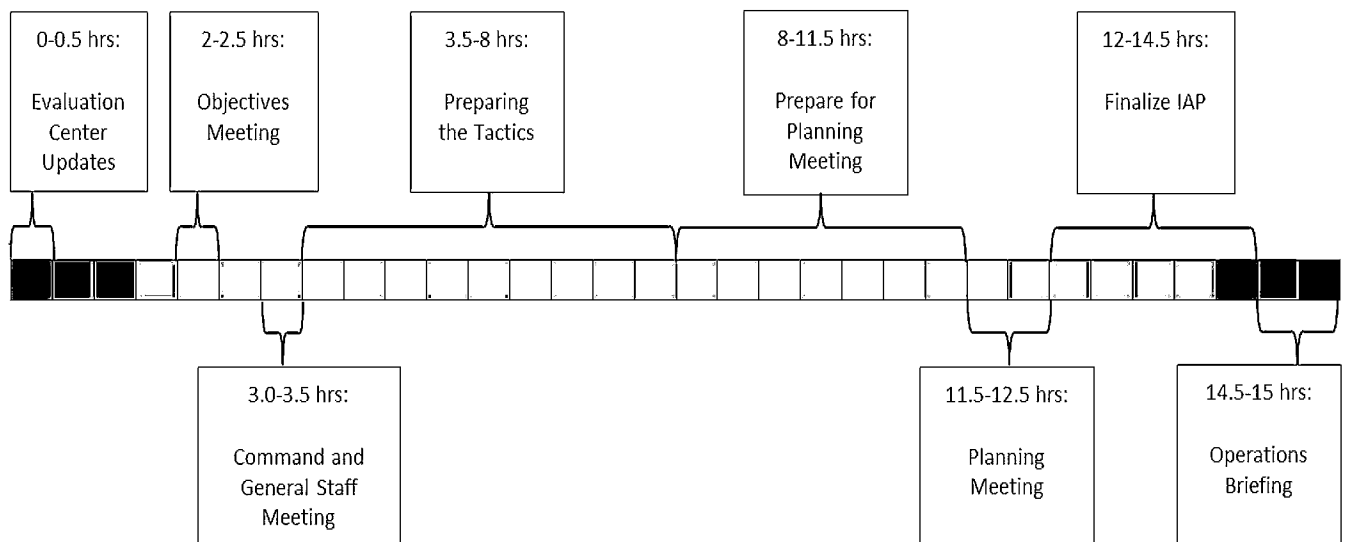 0-0.5 hrs:
Evaluation
Center
Updates
2-2.5 hrs:
Objectives
Meeting
3.5-8 hrs:
Preparing
the Tactics
8-11.5 hrs:
Prepare for
Planning
Meeting
12-14.5 hrs:
Finalize IAP
3.0-3.5 hrs:
Command and
General Staff
Meeting
11.5-12.5 hrs:
Planning
Meeting
14.5-15 hrs:
Operations
Briefing